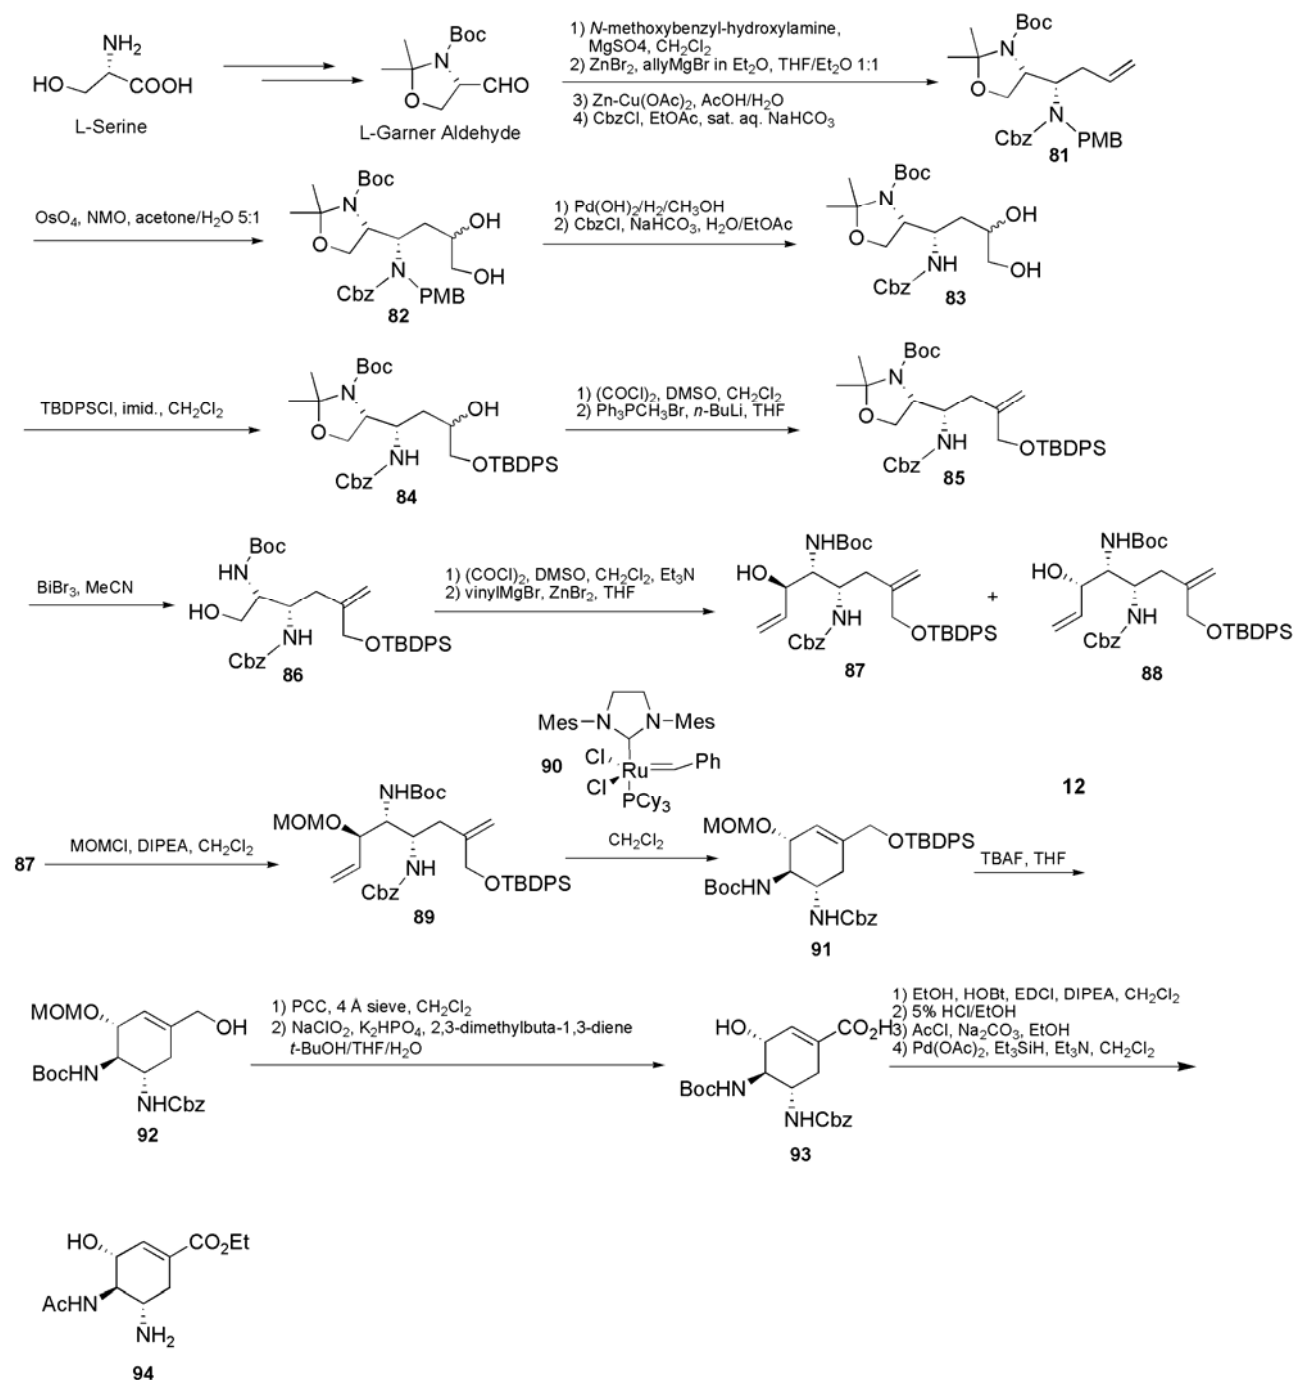 NH2
HO
COOH
L-Serine
Boc
N
O
CHO
L-Garner Aldehyde
1) N-methoxybenzyl-hydroxylamine,
MgSO4, CH2Cl2
2) ZnBr2, allyMgBr in Et2O, THF/Et2O 1:1
3) Zn-Cu(OAc)2, AcOH/H2O
4) CbzCl, EtOAc, sat. aq. NaHCO3
Boc
N
O
N
Cbz
PMB
81
OsO4, NMO, acetone/H2O 5:1
Boc
N
O
OH
OH
N
Cbz
PMB
82
1) Pd(OH)2/H2/CH3OH
2) CbzCl, NaHCO3, H2O/EtOAc
Boc
N
O
OH
OH
NH
Cbz
83
TBDPSCl, imid., CH2Cl2
Boc
N
O
OH
OTBDPS
NH
Cbz
84
1) (COCl)2, DMSO, CH2Cl2
2) Ph3PCH3Br, n-BuLi, THF
Boc
N
O
NH
OTBDPS
Cbz
85
BiBr3, MeCN
Boc
HN
HO
NH
OTBDPS
Cbz
86
1) (COCl)2, DMSO, CH2Cl2, Et3N
2) vinylMgBr, ZnBr2, THF
NHBoc
HO
NH
OTBDPS
Cbz
87
+
NHBoc
HO
NH
OTBDPS
Cbz
88
87
MOMCl, DIPEA, CH2Cl2
NHBoc
MOMO
NH
OTBDPS
Cbz
89
Mes
N
N
Mes
90
Cl
Cl
Ru
Ph
PCy3
CH2Cl2
12
MOMO
OTBDPS
BocHN
NHCbz
91
TBAF, THF
MOMO
OH
BocHN
NHCbz
92
1) PCC, 4 Å sieve, CH2Cl2
2) NaClO2, K2HPO4, 2,3-dimethylbuta-1,3-diene
t-BuOH/THF/H2O
HO
CO2H
BocHN
NHCbz
93
1) EtOH, HOBt, EDCI, DIPEA, CH2Cl2
2) 5% HCl/EtOH
3) AcCl, Na2CO3, EtOH
4) Pd(OAc)2, Et3SiH, Et3N, CH2Cl2
HO
CO2Et
AcHN
NH2
94